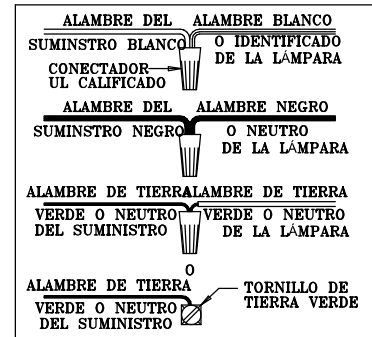 ALAMBRE DEL ALAMBRE BLANCO
SUMINSTRO BLANCO O IDENTIFICADO
DE LA LÁMPARA
CONECTADOR
UL CALIFICADO
ALAMBRE DEL ALAMBRE NEGRO
SUMINSTRO NEGRO O NEUTRO
DE LA LÁMPARA
ALAMBRE DE TIERRA ALAMBRE DE TIERRA
VERDE O NEUTRO VERDE O NEUTRO
DEL SUMINISTRO DE LA LÁMPARA
O
ALAMBRE DE TIERRA TORNILLO DE
VERDE O NEUTRO TIERRA VERDE
DEL SUMINISTRO